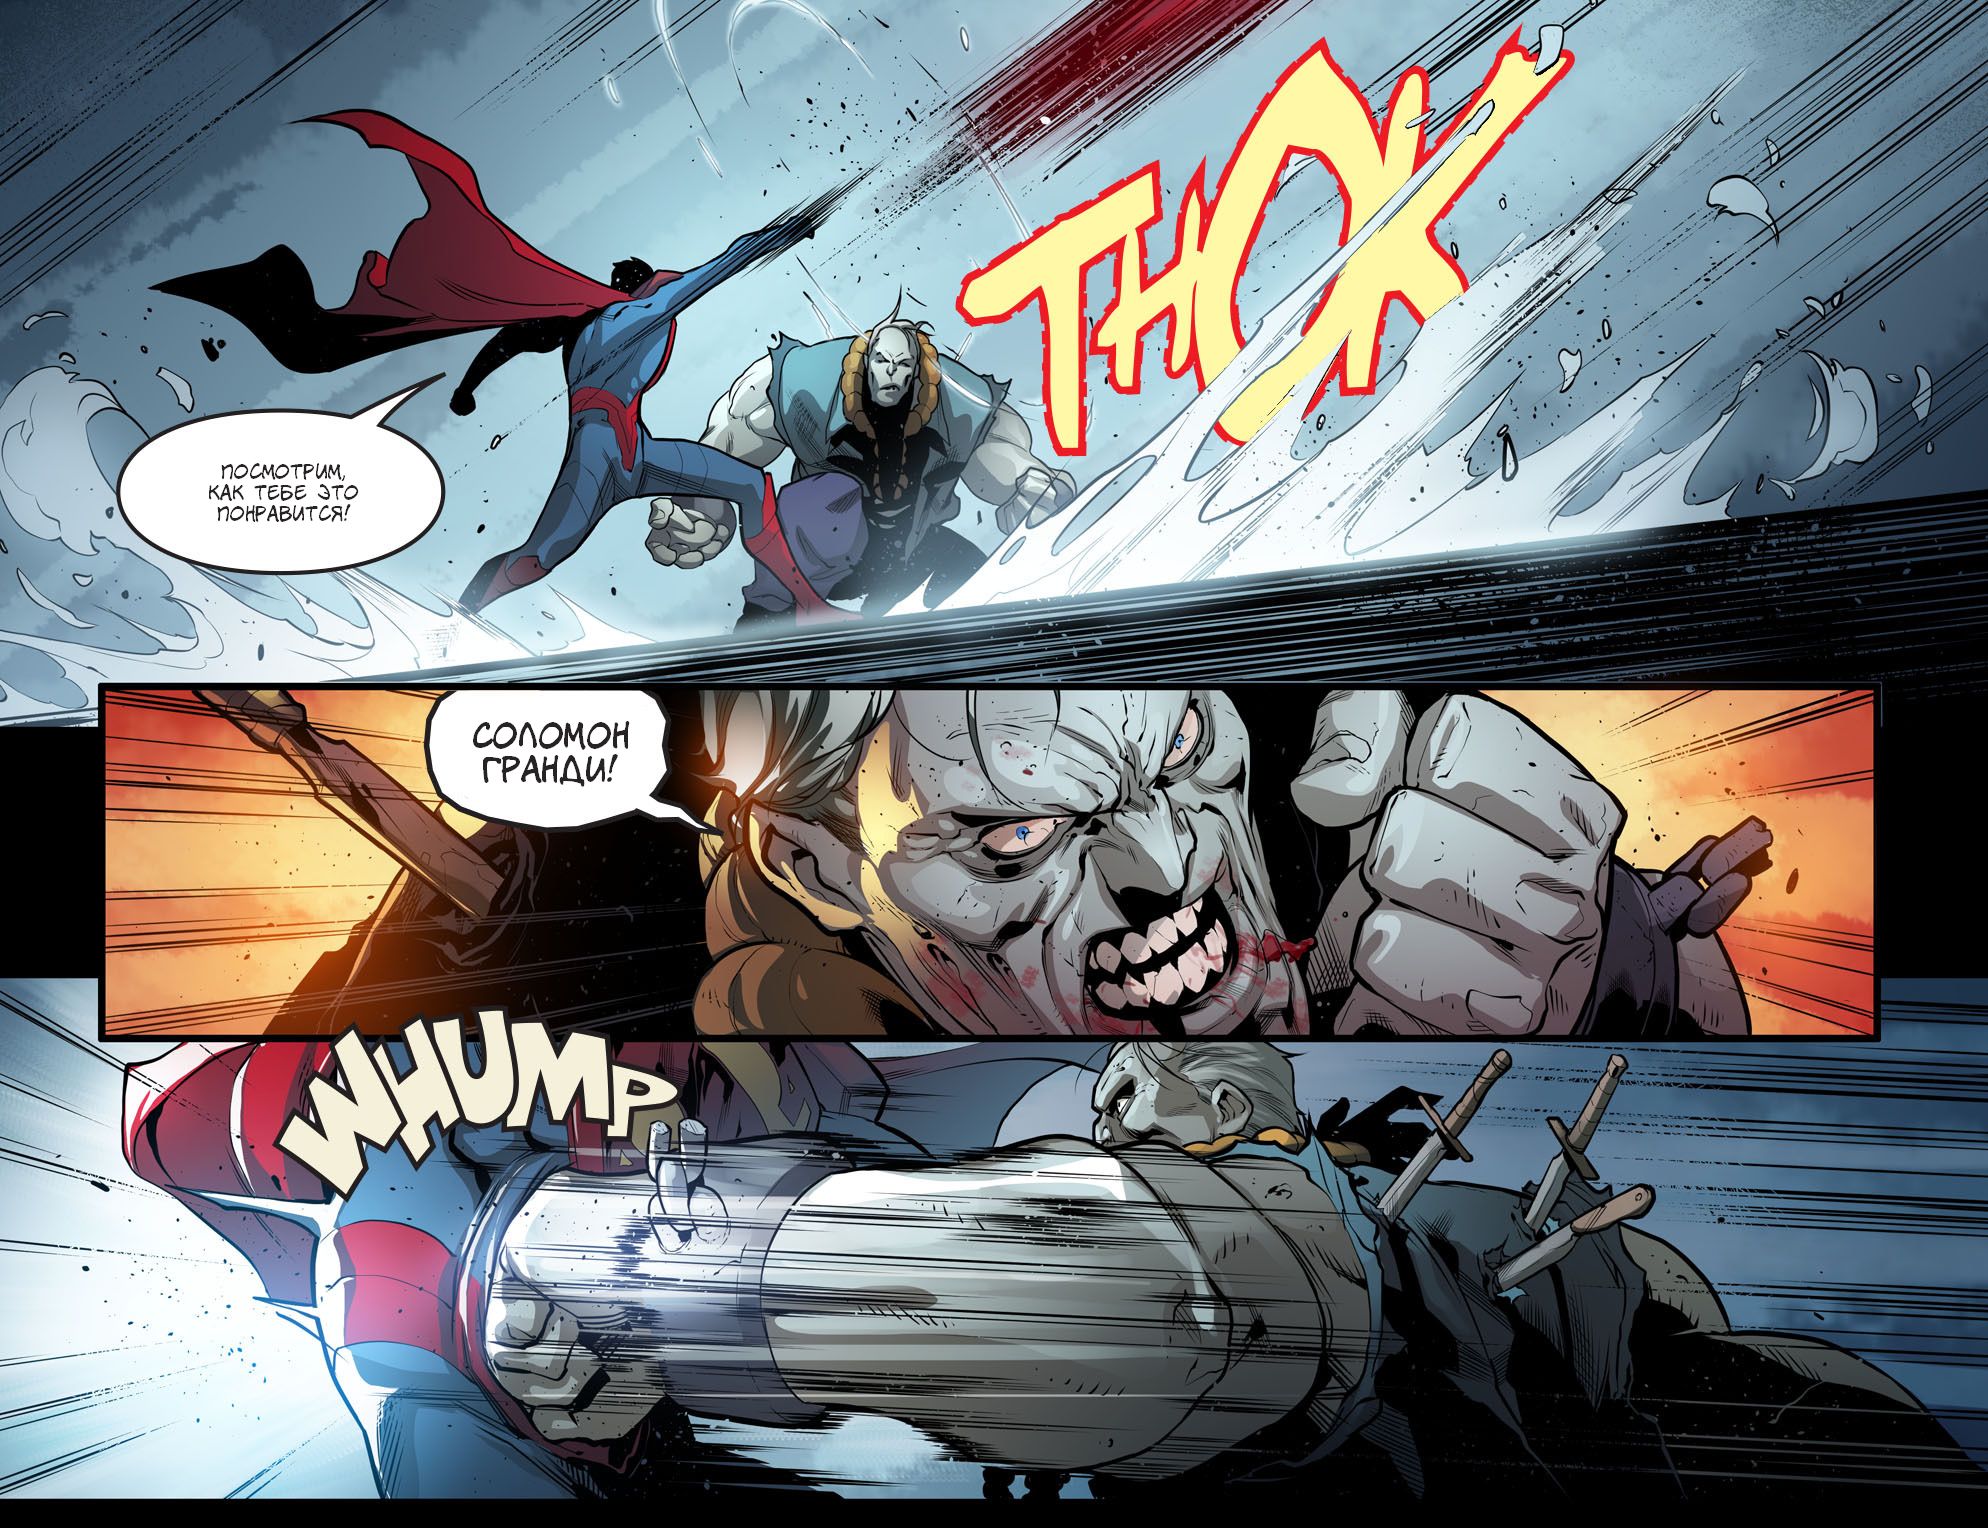 THOK
ПОСМОТРИМ,
КАК ТЕБЕ ЭТО
ПОНРАВИТСЯ!
СОЛОМОН
ГРАНДИ!
WHUMP